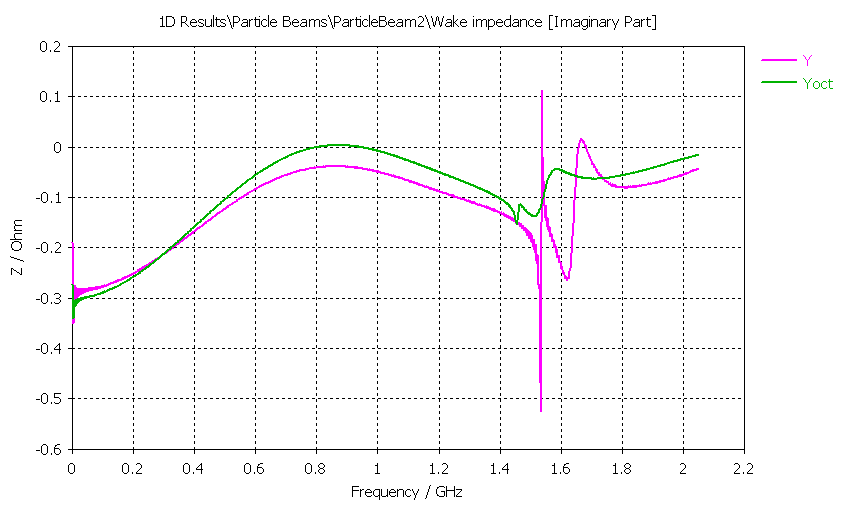 1D Results\Particle Beams\ParticleBeam2\Wake impedance [Imaginary Part]
Y
Yoct
0.2
0.1
0
-0.1
-0.2
-0.3
-0.4
-0.5
-0.6
Z / Ohm
0 0.2 0.4 0.6 0.8 1 1.2 1.4 1.6 1.8 2 2.2
Frequency / GHz